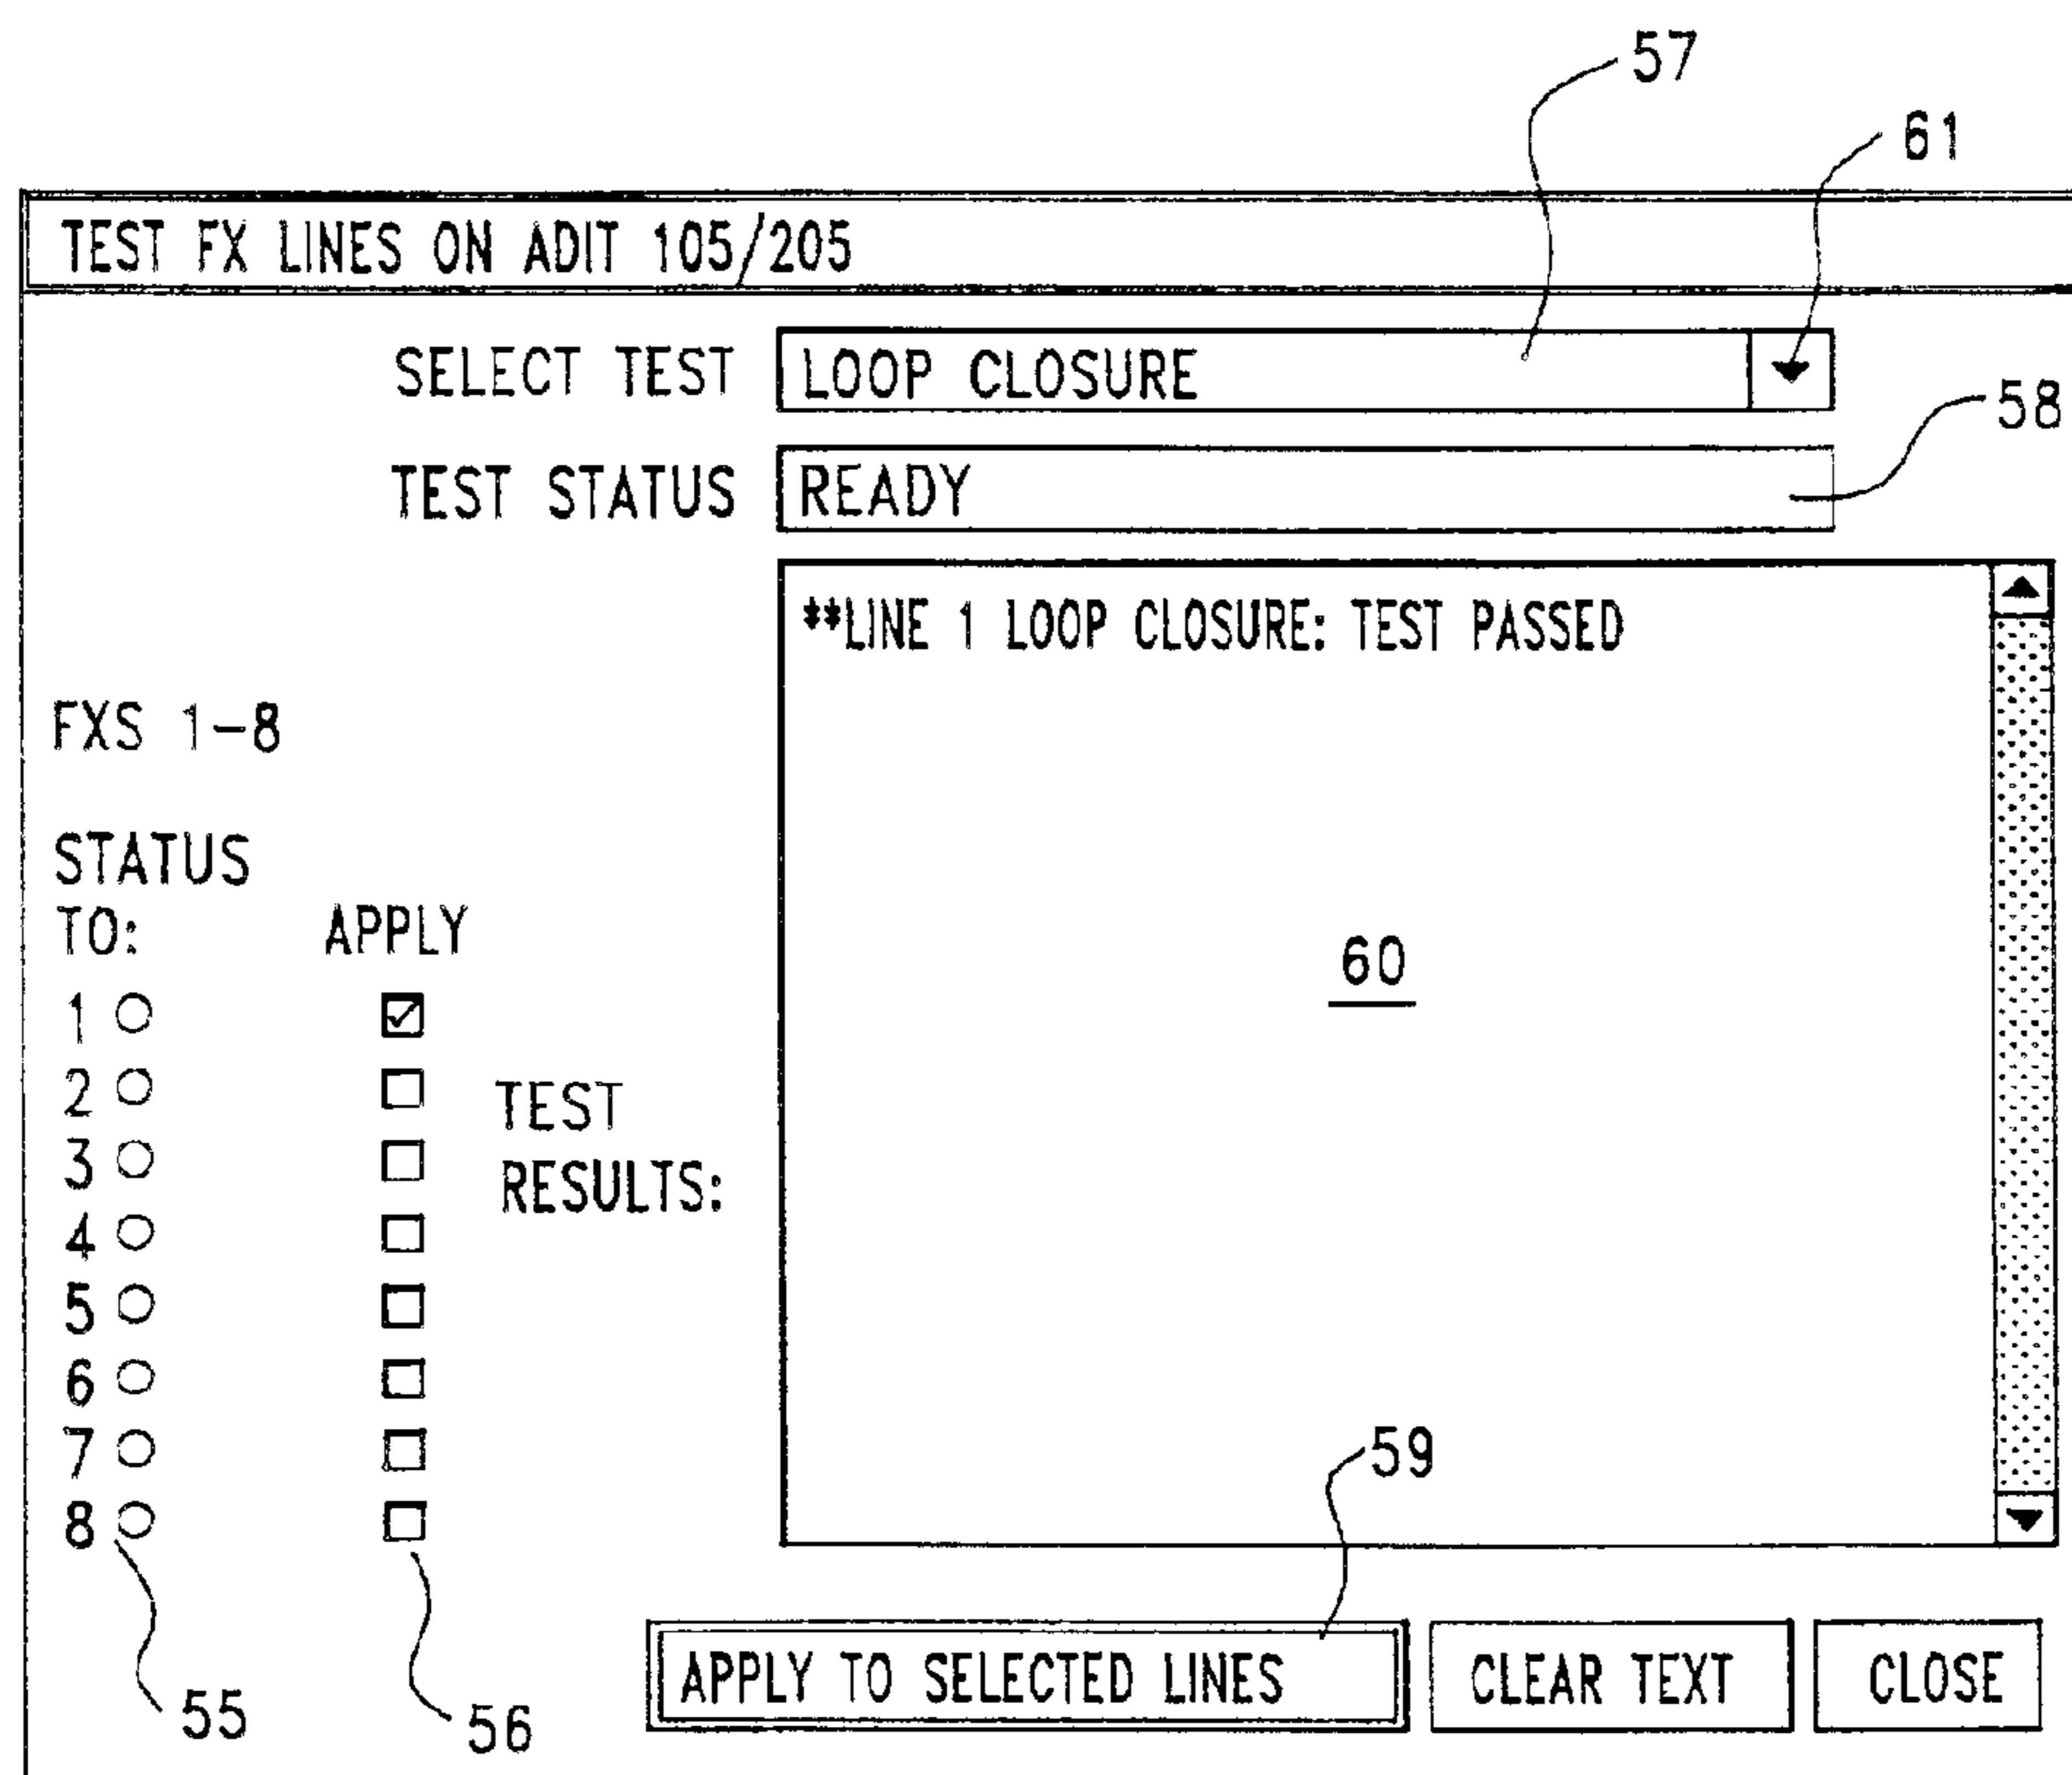 57
61
TEST FX LINES ON ADIT 105/205
SELECT TEST LOOP CLOSURE
58
TEST STATUS READY
**LINE 1 LOOP CLOSURE: TEST PASSED
FXS 1-8
STATUS
TO: APPLY
60
1
2
3
4
5
6
7
8
TEST
RESULTS:
59
APPLY TO SELECTED LINES CLEAR TEXT CLOSE
55
56